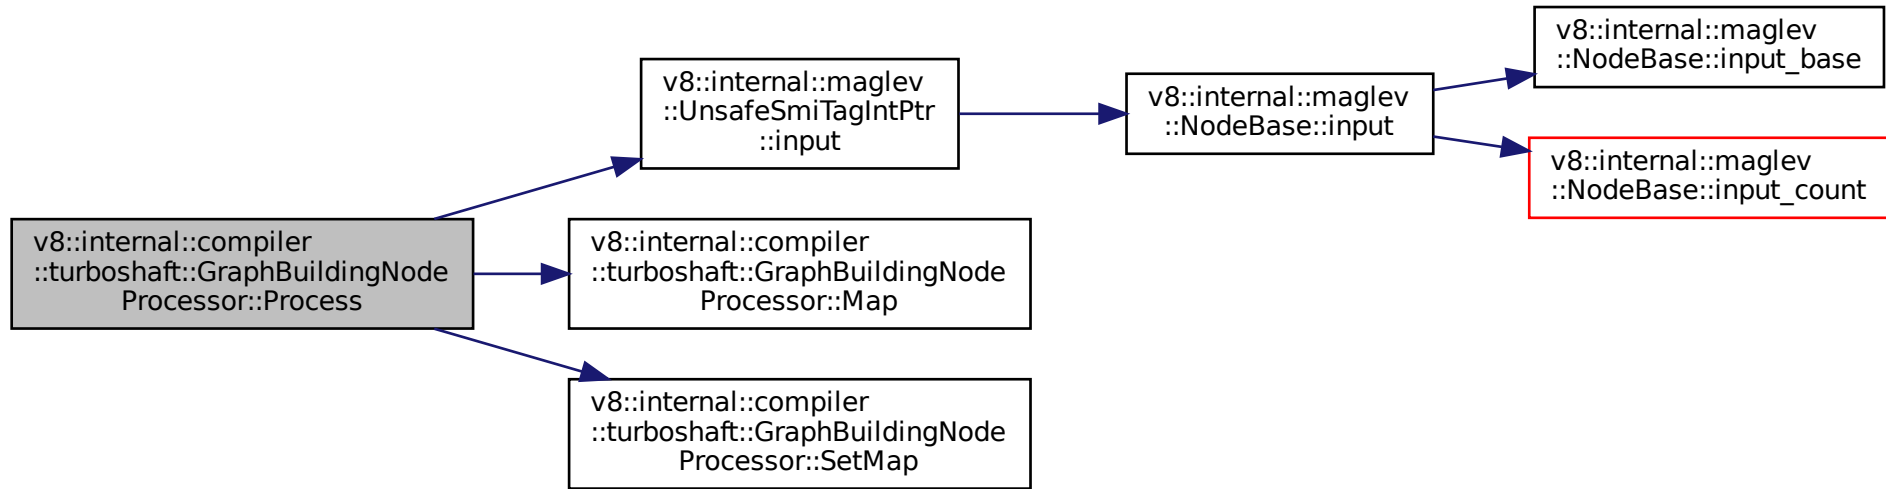 v8::internal::maglev
::NodeBase::input_base
v8::internal::maglev
::UnsafeSmiTagIntPtr
::input
v8::internal::maglev
::NodeBase::input
v8::internal::maglev
::NodeBase::input_count
v8::internal::compiler
::turboshaft::GraphBuildingNode
Processor::Process
v8::internal::compiler
::turboshaft::GraphBuildingNode
Processor::Map
v8::internal::compiler
::turboshaft::GraphBuildingNode
Processor::SetMap